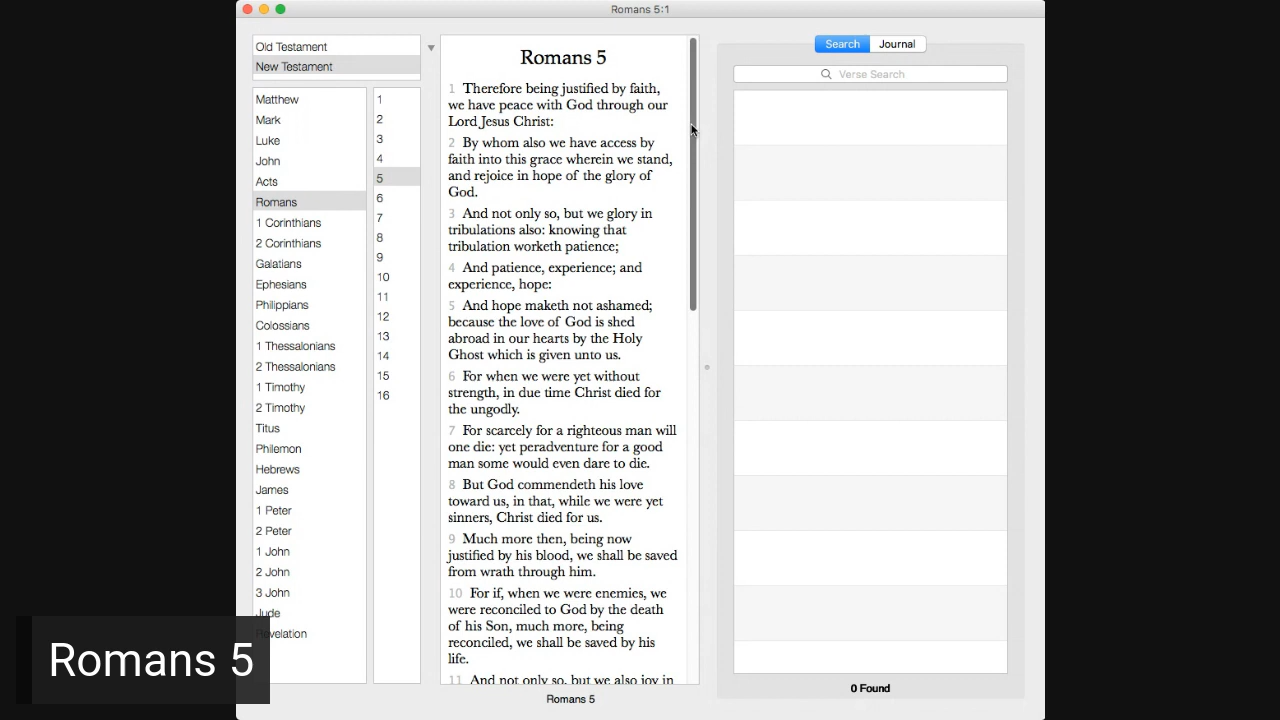 Romans 5:1
Old Testament
New Testament
Matthew
Mark
Luke
John
Acts
Romans
1 Corinthians
2 Corinthians
Galatians
Ephesians
Philippians
Colossians
1 Thessalonians
2 Thessalonians
1 Timothy
2 Timothy
Titus
Philemon
Hebrews
James
1 Peter
2 Peter
1 John
2 John
3 John
Jude
Revelation
1
2
3
4
5
6
7
8
9
10
11
12
13
14
15
16
Romans 5
1 Therefore being justified by faith,
we have peace with God through our
Lord Jesus Christ:
2 By whom also we have access by
faith into this grace wherein we stand,
and rejoice in hope of the glory of
God.
3 And not only so, but we glory in
tribulations also: knowing that
tribulation worketh patience;
4 And patience, experience; and
experience, hope:
5 And hope maketh not ashamed;
because the love of God is shed
abroad in our hearts by the Holy
Ghost which is given unto us.
6 For when we were yet without
strength, in due time Christ died for
the ungodly.
7 For scarcely for a righteous man will
one die: yet peradventure for a good
man some would even dare to die.
8 But God commendeth his love
toward us, in that, while we were yet
sinners, Christ died for us.
9 Much more then, being now
justified by his blood, we shall be saved
from wrath through him.
10 For if, when we were enemies, we
were reconciled to God by the death
of his Son, much more, being
reconciled, we shall be saved by his
life.
11 And not only so, but we also joy in
Romans 5
Search
Journal
Verse Search
0 Found
Romans 5